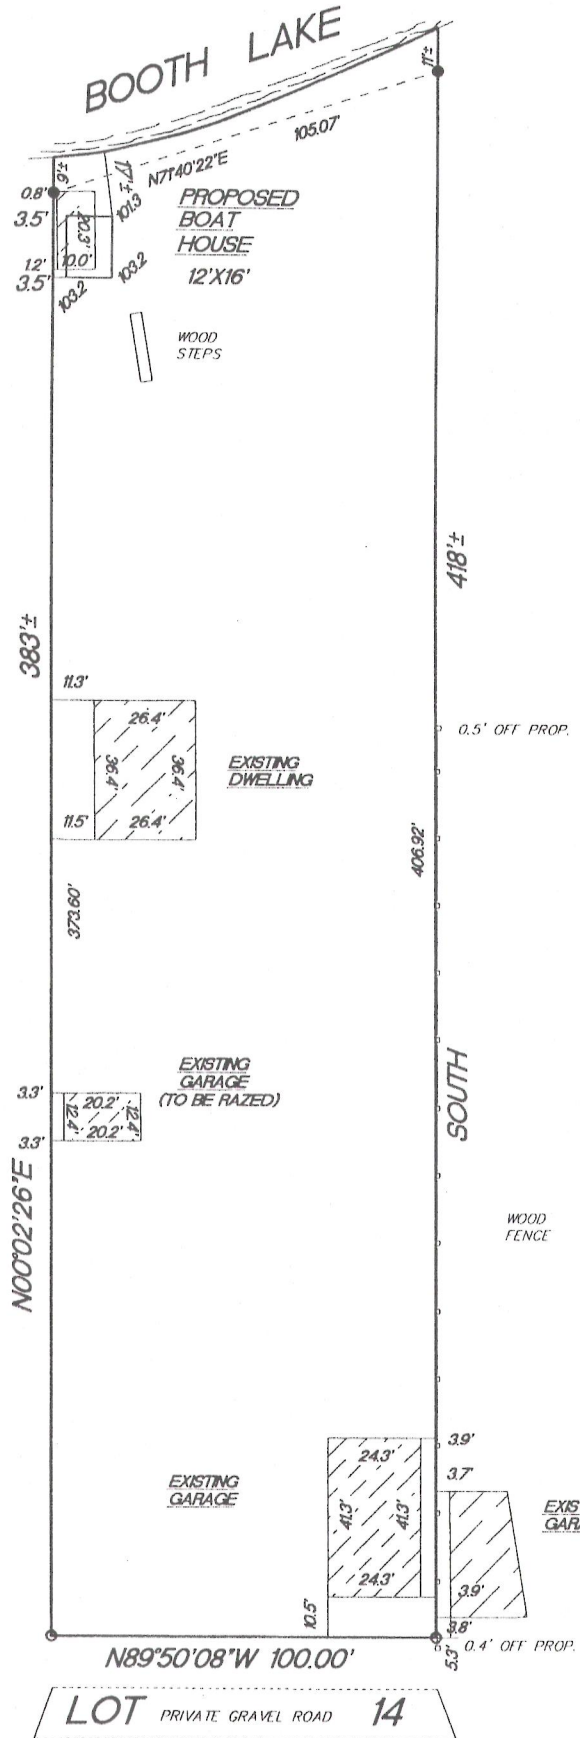 BOOTH LAKE
11'±
105.07'
N71°40'22"E
9'±
17'±
0.8'
3.5'
20.3'
101.3
PROPOSED
BOAT
HOUSE
12'X16'
1.2'
10.0'
3.5'
103.2
103.2
WOOD
STEPS
418'±
383'±
11.3'
26.4'
36.4'
36.4'
EXISTING
DWELLING
0.5' OFF PROP.
11.5'
26.4'
406.92'
373.60'
EXISTING
GARAGE
(TO BE RAZED)
3.3'
20.2'
12.4'
12.4'
20.2'
3.3'
SOUTH
N00°02'26"E
WOOD
FENCE
3.9'
24.3'
3.7'
EXISTING
GARAGE
41.3'
41.3'
EXIS
GARA
24.3'
3.9'
10.5'
3.8'
5.3'
0.4' OFF PROP.
N89°50'08"W 100.00'
LOT PRIVATE GRAVEL ROAD 14